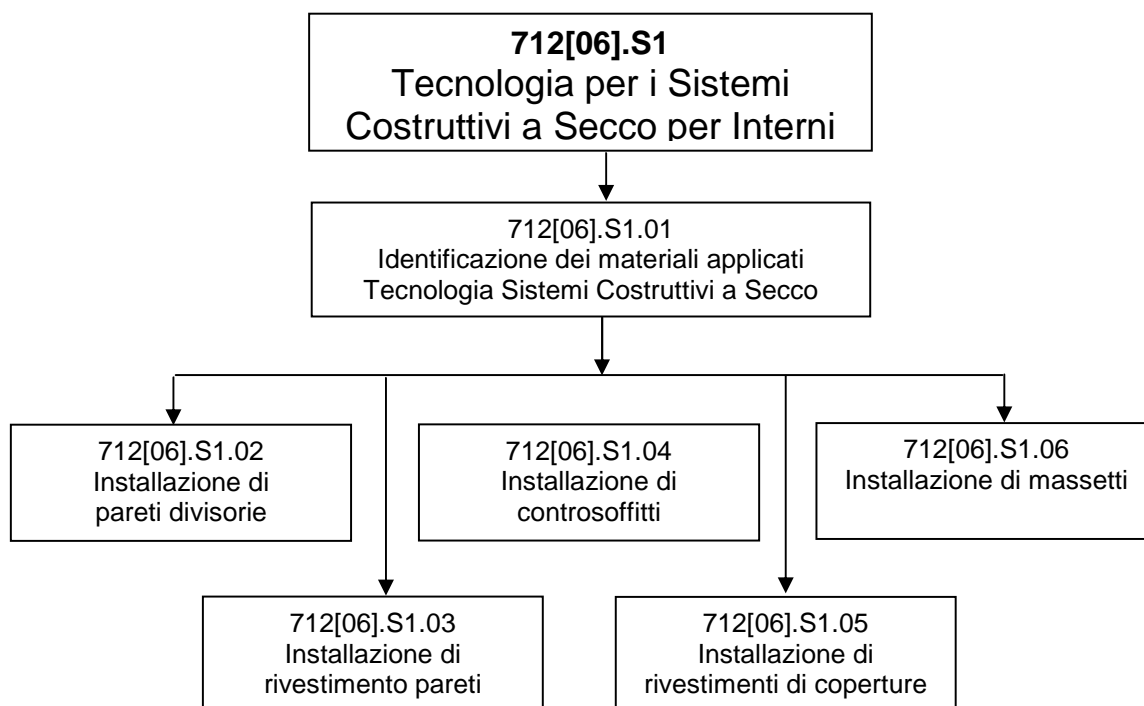 712[06].S1
Tecnologia per i Sistemi
Costruttivi a Secco per Interni
712[06].S1.01
Identificazione dei materiali applicati
Tecnologia Sistemi Costruttivi a Secco
712[06].S1.02
Installazione di
pareti divisorie
712[06].S1.04
Installazione di
controsoffitti
712[06].S1.06
Installazione di massetti
712[06].S1.03
Installazione di
rivestimento pareti
712[06].S1.05
Installazione di
rivestimenti di coperture